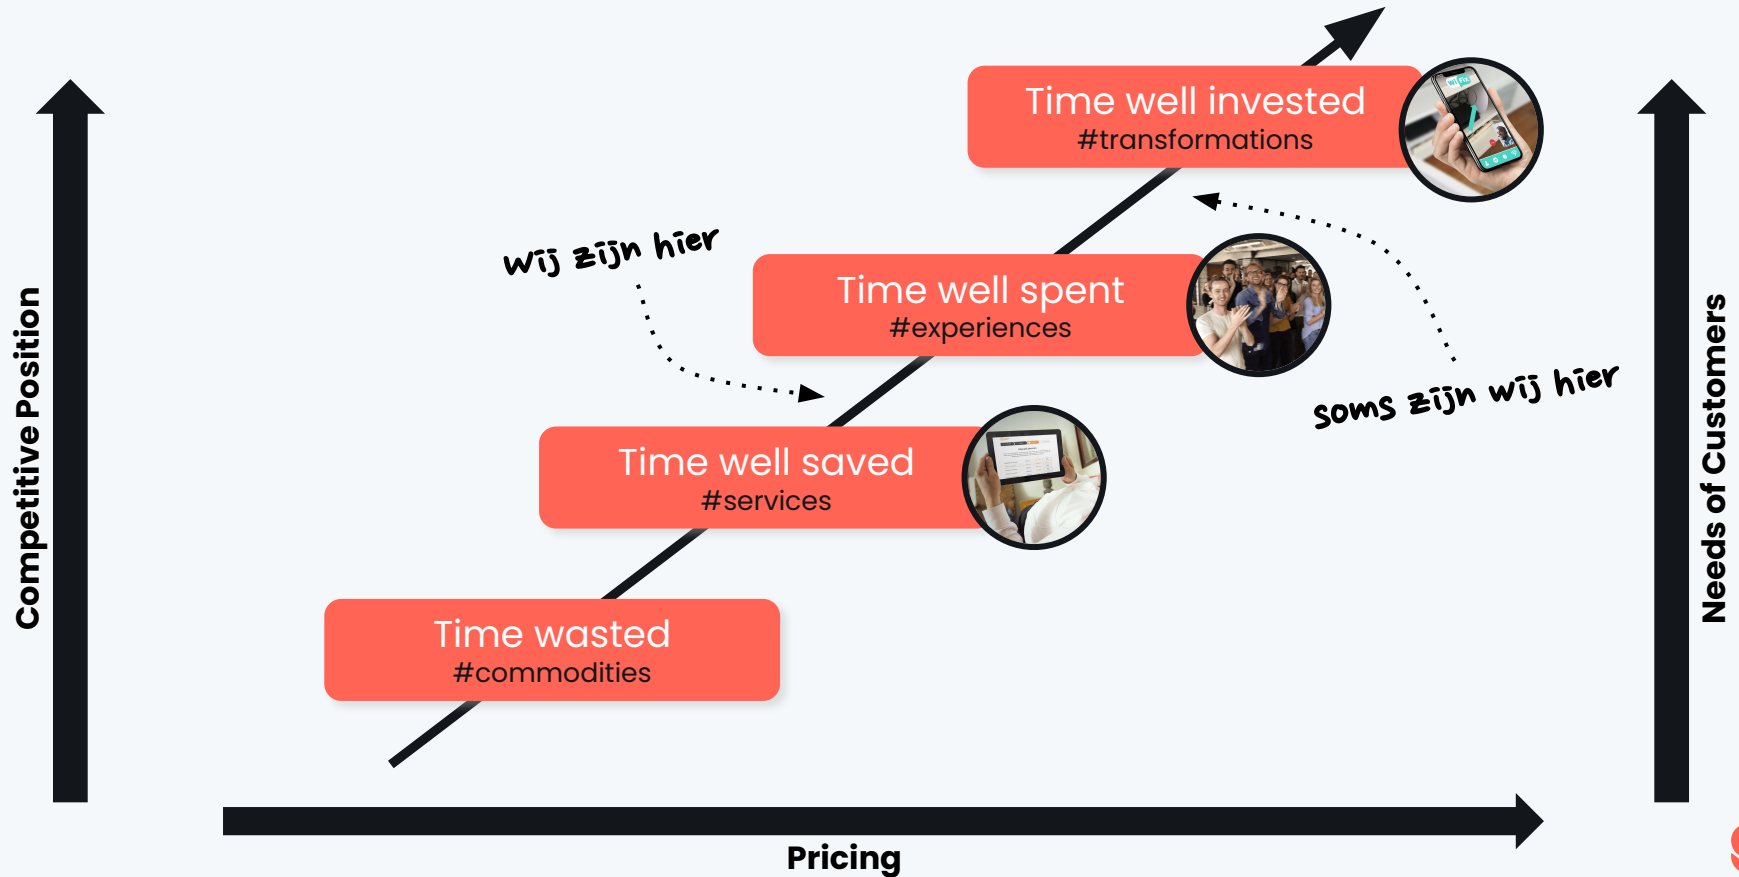 Time well invested
#transformations
Wij zijn hier
Time well spent
#experiences
soms zijn wij hier
Time well saved
#services
Time wasted
#commodities
Competitive Position
Needs of Customers
Pricing